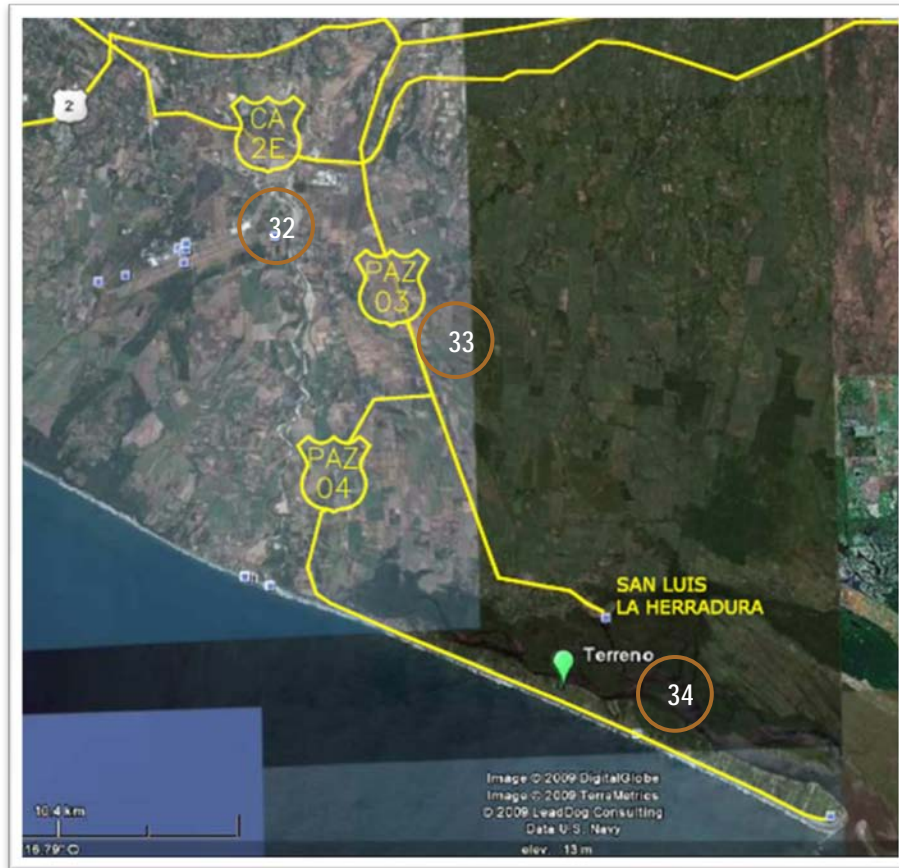 2
CA
2E
32
PAZ
03
33
PAZ
04
SAN LUIS
LA HERRADURA
Terreno
34
Image © 2009 DigitalGlobe
Image © 2009 TerraMetrics
© 2009 LeadDog Consulting
Data U.S. Navy
10.4 km
16.79° O
elev. 13 m